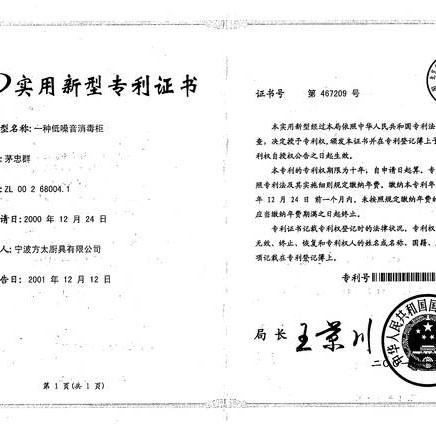 实用新型专利证书
型名称:一种低噪音消毒柜
:茅忠群
:ZL 00 2 68004.1
请日:2000 年 12 月 24 日
人:宁波方太厨具有限公司
告日:2001 年 12 月 12 日
第 1 页(共 1 页)
证书号 第 467209 号
本实用新型经过本局依照中华人民共和国专利法
查,决定授予专利权,颁发本证书并在专利登记簿上予
利权自授权公告之日起生效。
本专利的专利权期限为十年,自申请日起算。专
照专利法及其实施细则规定缴纳年费。缴纳本专利年
年 12 月 24 日前一个月内。未按照规定缴纳年费的
应当缴纳年费期满之日起终止。
专利证书记载专利权登记时的法律状况。专利权
无效、终止、恢复和专利权人的姓名或名称、国籍、
项记载在专利登记簿上。
专利号
局长 王景川
中华人民共和国国
二〇